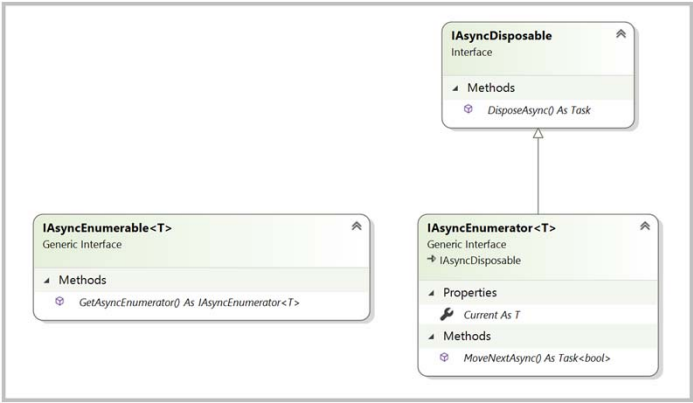 IAsyncDisposable
Interface
Methods
DisposeAsync() As Task
IAsyncEnumerable<T>
Generic Interface
Methods
GetAsyncEnumerator() As IAsyncEnumerator<T>
IAsyncEnumerator<T>
Generic Interface
IAsyncDisposable
Properties
Current As T
Methods
MoveNextAsync() As Task<bool>